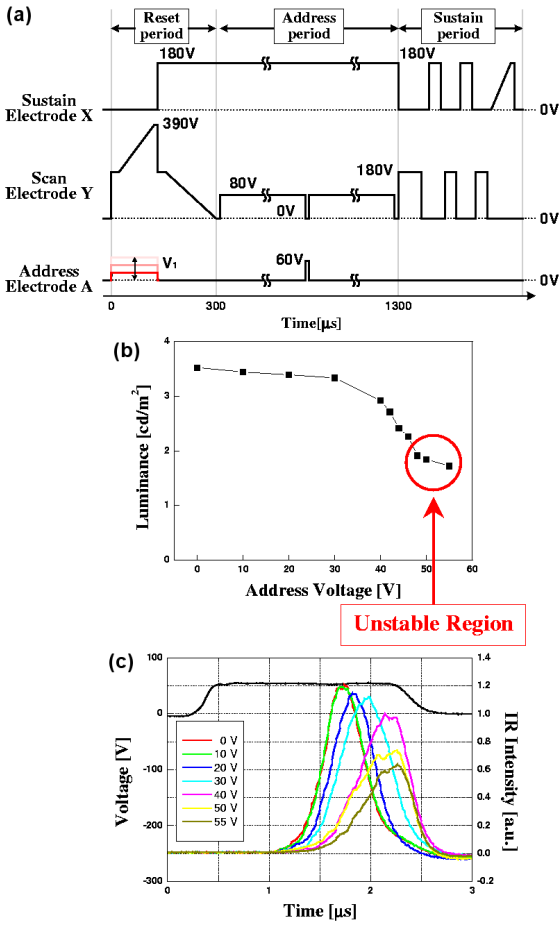 (a)
Reset period
Address period
Sustain period
180V
180V
Sustain Electrode X
0V
390V
Scan Electrode Y
80V
0V
180V
0V
V1
60V
Address Electrode A
0V
0
300
1300
Time[μs]
(b)
4
3
2
1
0
Luminance [cd/m2]
0 10 20 30 40 50 60
Address Voltage [V]
Unstable Region
(c)
100
0
-100
-200
-300
Voltage [V]
1.4
1.2
1.0
0.8
0.6
0.4
0.2
0.0
-0.2
IR Intensity [a.u.]
0 V
10 V
20 V
30 V
40 V
50 V
55 V
0 1 2 3
Time [μs]